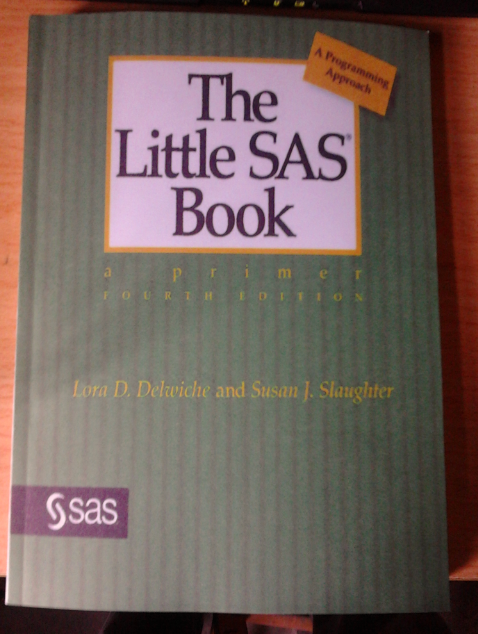 A Programming
Approach
The
Little SAS®
Book
a primer
FOURTH EDITION
Lora D. Delwiche and Susan J. Slaughter
sas